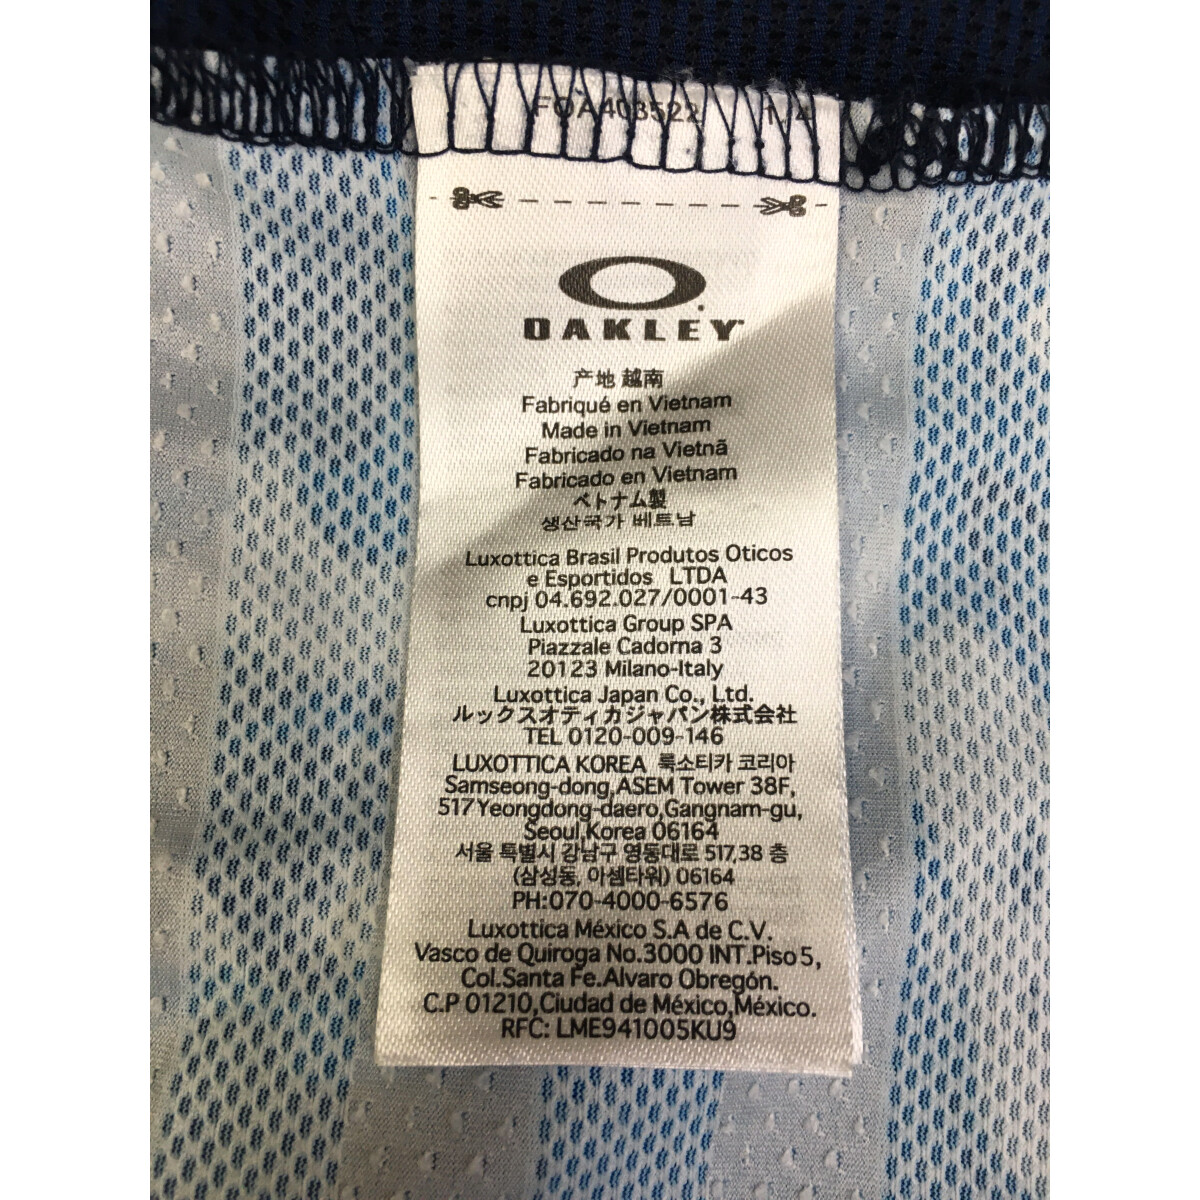 FOA403522 1/4
OAKLEY
产地 越南
Fabriqué en Vietnam
Made in Vietnam
Fabricado na Vietnã
Fabricado en Vietnam
ベトナム製
생산국가 베트남
Luxottica Brasil Produtos Oticos
e Esportidos LTDA
cnpj 04.692.027/0001-43
Luxottica Group SPA
Piazzale Cadorna 3
20123 Milano-Italy
Luxottica Japan Co., Ltd.
ルックスオティカジャパン株式会社
TEL 0120-009-146
LUXOTTICA KOREA 룩소티카 코리아
Samseong-dong,ASEM Tower 38F,
517Yeongdong-daero,Gangnam-gu,
Seoul,Korea 06164
서울 특별시 강남구 영동대로 517,38 층
(삼성동, 아셈타워) 06164
PH:070-4000-6576
Luxottica México S.A de C.V.
Vasco de Quiroga No.3000 INT.Piso 5,
Col.Santa Fe.Alvaro Obregón.
C.P 01210,Ciudad de México,México.
RFC: LME941005KU9